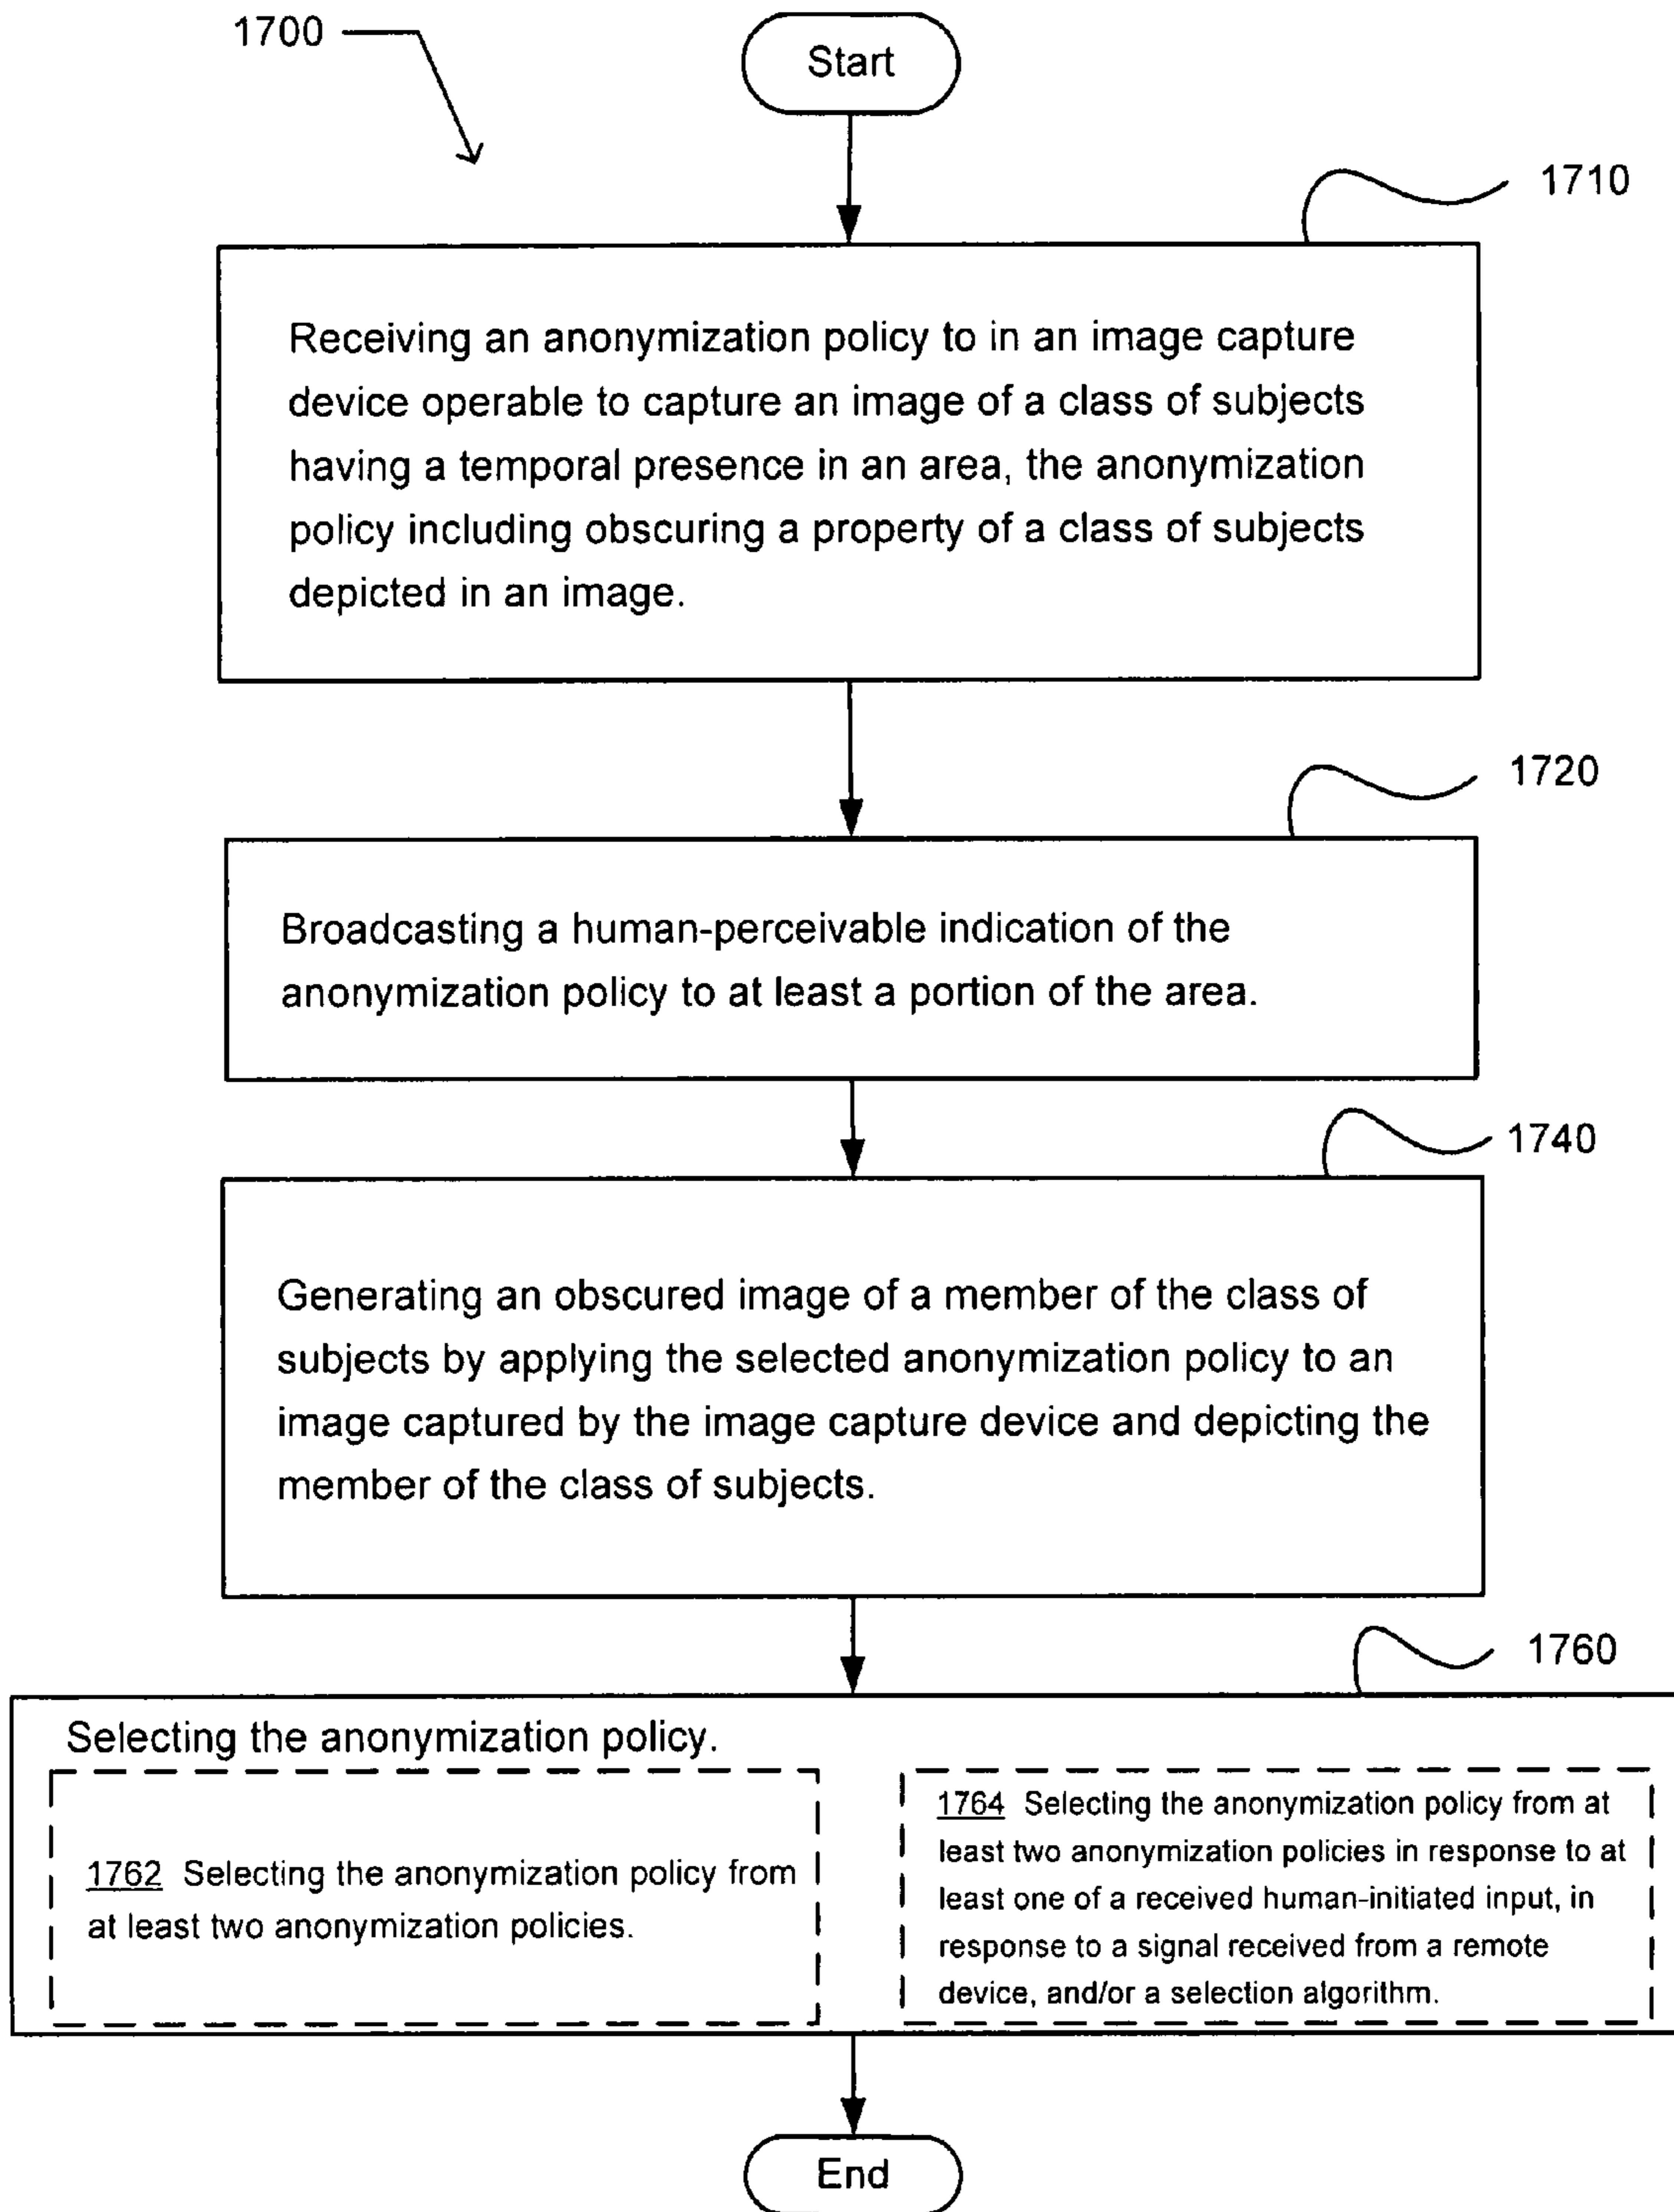 1700
Start
1710
Receiving an anonymization policy to in an image capture
device operable to capture an image of a class of subjects
having a temporal presence in an area, the anonymization
policy including obscuring a property of a class of subjects
depicted in an image.
1720
Broadcasting a human-perceivable indication of the
anonymization policy to at least a portion of the area.
1740
Generating an obscured image of a member of the class of
subjects by applying the selected anonymization policy to an
image captured by the image capture device and depicting the
member of the class of subjects.
1760
Selecting the anonymization policy.
1762 Selecting the anonymization policy from
at least two anonymization policies.
1764 Selecting the anonymization policy from at
least two anonymization policies in response to at
least one of a received human-initiated input, in
response to a signal received from a remote
device, and/or a selection algorithm.
End